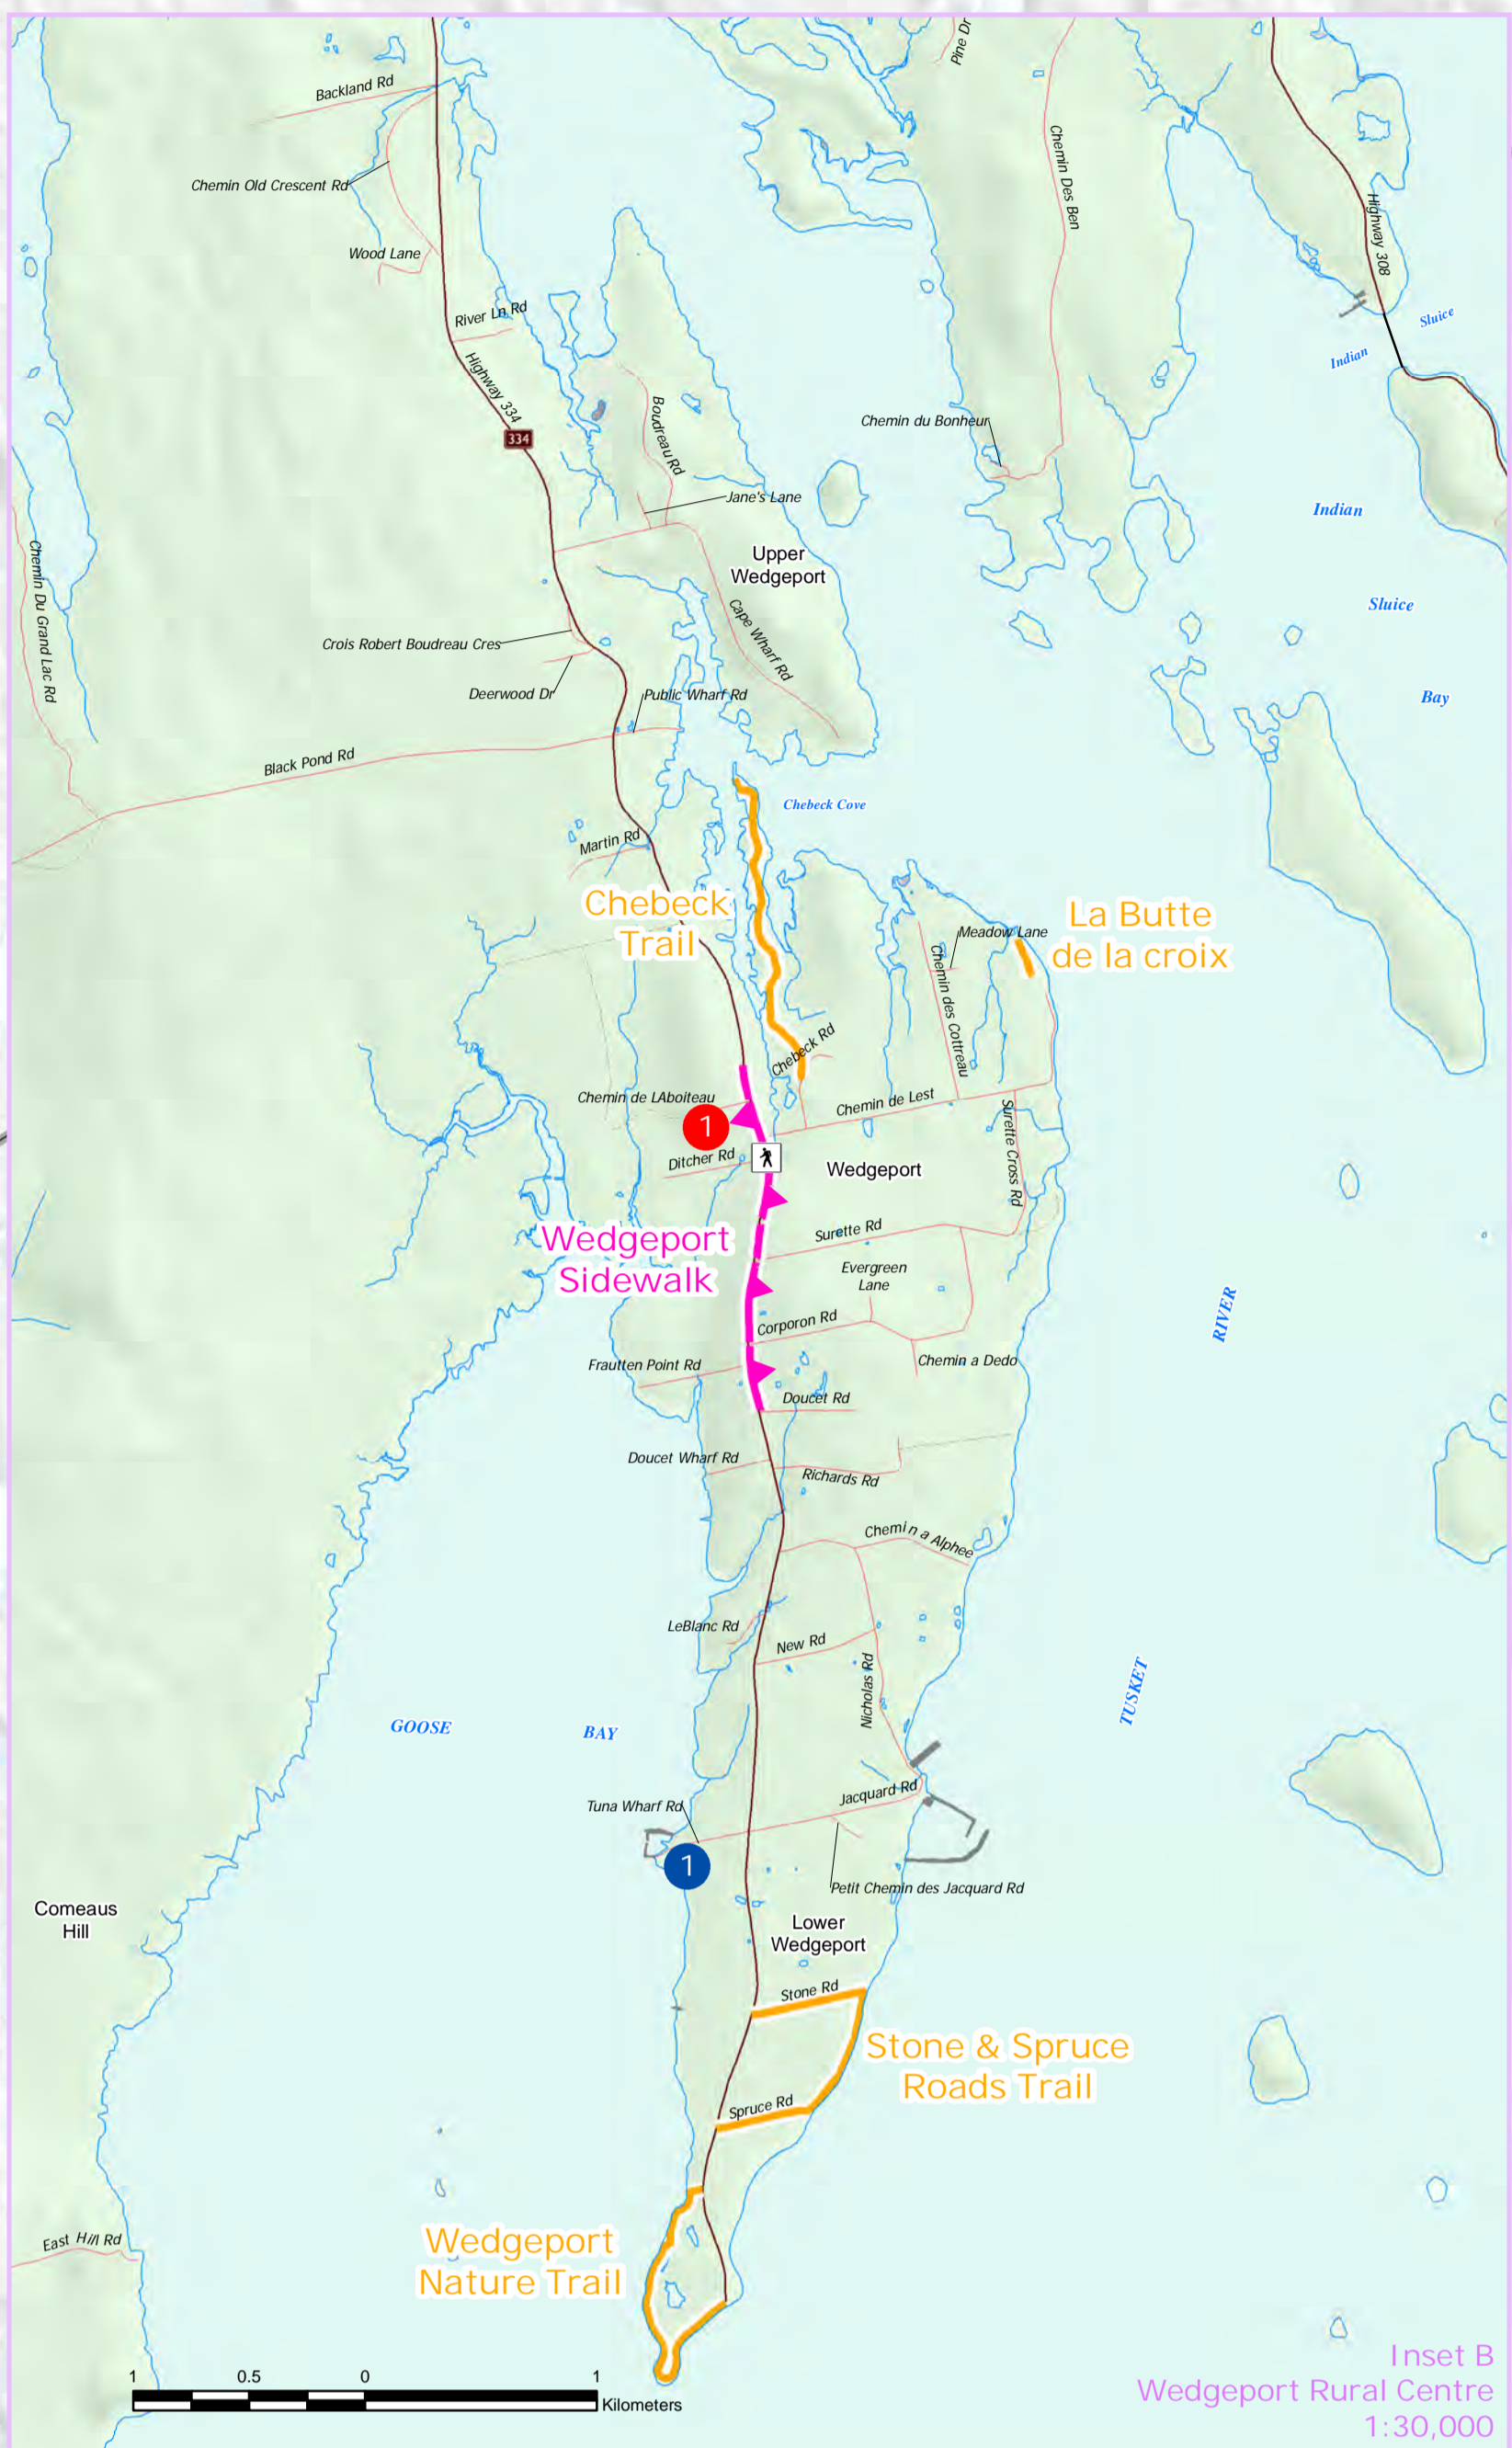 Pine Dr
Backland Rd
Chemin Des Ben
Chemin Old Crescent Rd
Highway 308
Wood Lane
River Ln Rd
Sluice
Indian
Highway 334
334
Boudreau Rd
Chemin du Bonheur
Jane's Lane
Indian
Upper
Wedgeport
Chemin Du Grand Lac Rd
Sluice
Cape Wharf Rd
Crois Robert Boudreau Cres
Deerwood Dr
Public Wharf Rd
Bay
Black Pond Rd
Chebeck Cove
Martin Rd
Chebeck
Trail
La Butte
de la croix
Meadow Lane
Chemin des Cottreau
Chebeck Rd
Chemin de LAboiteau
Chemin de Lest
1
Surette Cross Rd
Ditcher Rd
Wedgeport
Wedgeport
Sidewalk
Surette Rd
Evergreen
Lane
RIVER
Corporon Rd
Frautten Point Rd
Chemin a Dedo
Doucet Rd
Doucet Wharf Rd
Richards Rd
Chemin a Alphee
LeBlanc Rd
New Rd
Nicholas Rd
TUSKET
GOOSE
BAY
Jacquard Rd
Tuna Wharf Rd
1
Petit Chemin des Jacquard Rd
Comeaus
Hill
Lower
Wedgeport
Stone Rd
Stone & Spruce
Roads Trail
Spruce Rd
East Hill Rd
Wedgeport
Nature Trail
1 0.5 0 1
Kilometers
Inset B
Wedgeport Rural Centre
1:30,000